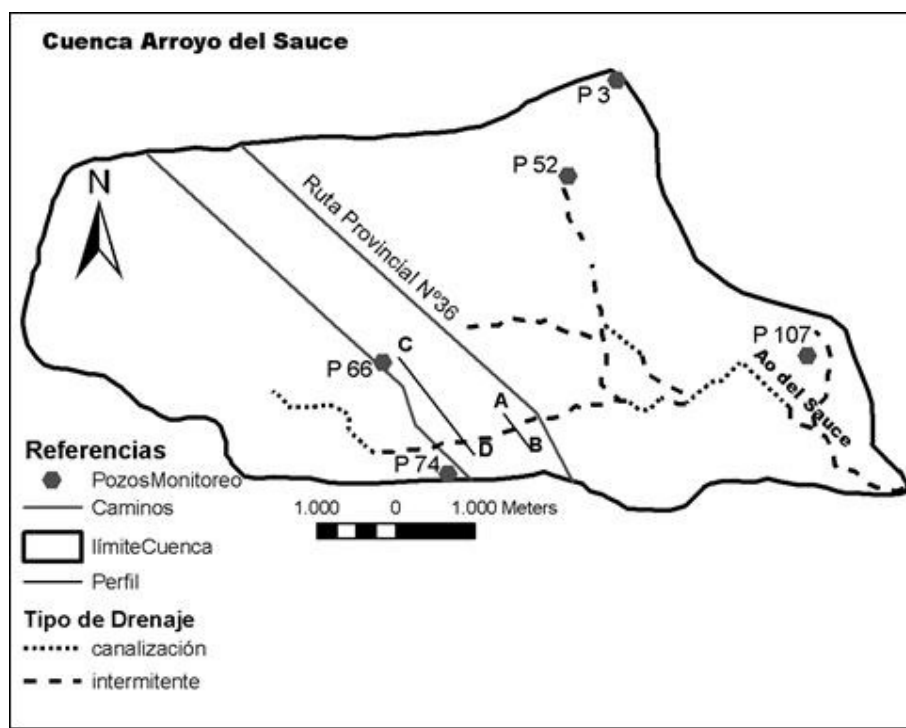 Cuenca Arroyo del Sauce
P 3
P 52
N
Ruta Provincial Nº36
P 107
C
P 66
Ao del Sauce
A
B
D
P 74
Referencias
PozosMonitoreo
Caminos
límiteCuenca
Perfil
1.000 0 1.000 Meters
Tipo de Drenaje
canalización
intermitente